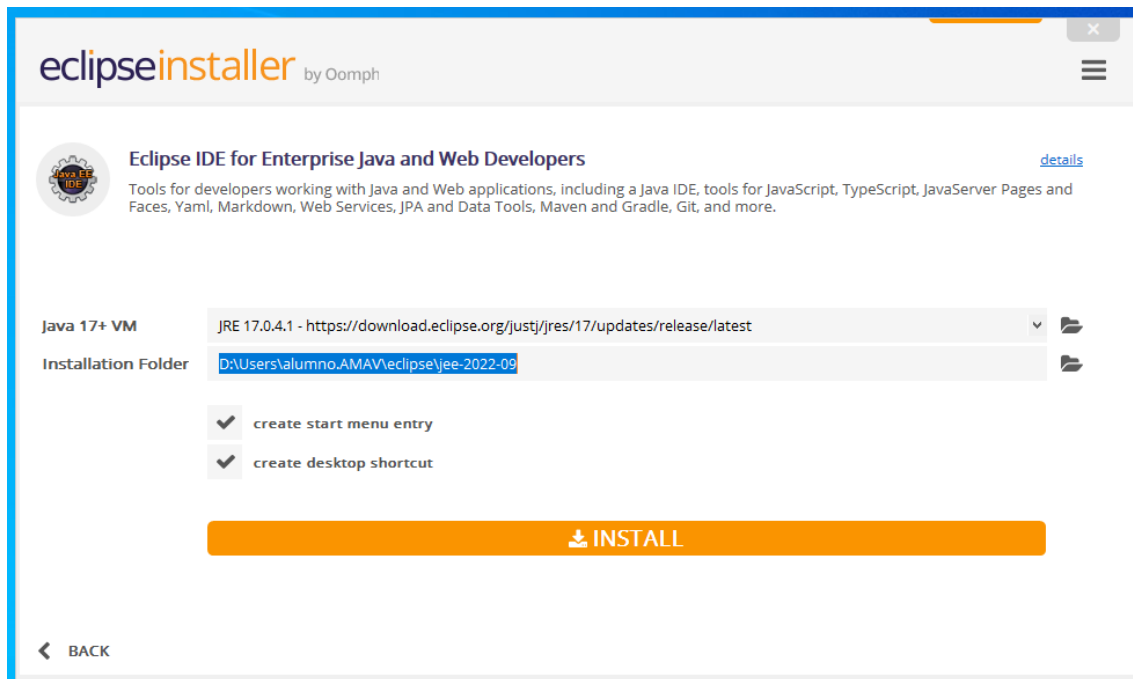 eclipseinstaller by Oomph
Java EE
IDE
Eclipse IDE for Enterprise Java and Web Developers
details
Tools for developers working with Java and Web applications, including a Java IDE, tools for JavaScript, TypeScript, JavaServer Pages and
Faces, Yaml, Markdown, Web Services, JPA and Data Tools, Maven and Gradle, Git, and more.
Java 17+ VM
JRE 17.0.4.1 - https://download.eclipse.org/justj/jres/17/updates/release/latest
Installation Folder
D:\Users\alumno.AMAV\eclipse\jee-2022-09
create start menu entry
create desktop shortcut
INSTALL
BACK